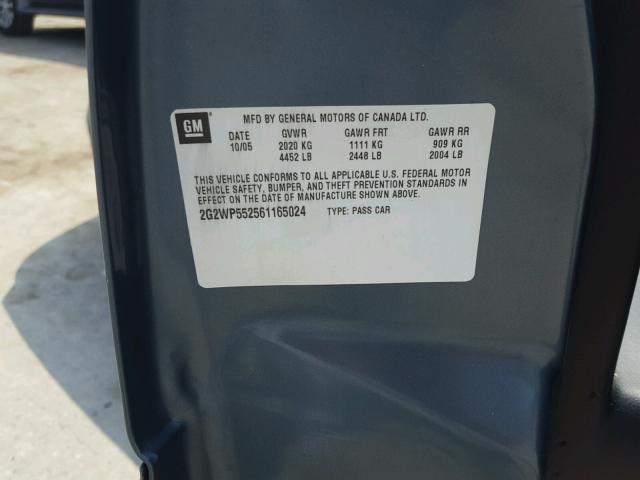 GM
MFD BY GENERAL MOTORS OF CANADA LTD.
DATE GVWR GAWR FRT GAWR RR
10/05 2020 KG 1111 KG 909 KG
4452 LB 2448 LB 2004 LB
THIS VEHICLE CONFORMS TO ALL APPLICABLE U.S. FEDERAL MOTOR
VEHICLE SAFETY, BUMPER, AND THEFT PREVENTION STANDARDS IN
EFFECT ON THE DATE OF MANUFACTURE SHOWN ABOVE.
2G2WP552561165024 TYPE: PASS CAR